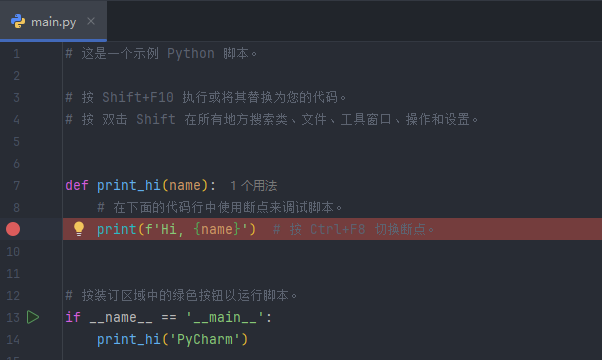 main.py
1 # 这是一个示例 Python 脚本。
2
3 # 按 Shift+F10 执行或将其替换为您的代码。
4 # 按 双击 Shift 在所有地方搜索类、文件、工具窗口、操作和设置。
5
6
7 def print_hi(name): 1 个用法
8 # 在下面的代码行中使用断点来调试脚本。
print(f'Hi, {name}') # 按 Ctrl+F8 切换断点。
10
11
12 # 按装订区域中的绿色按钮以运行脚本。
13 if __name__ == '__main__':
14 print_hi('PyCharm')